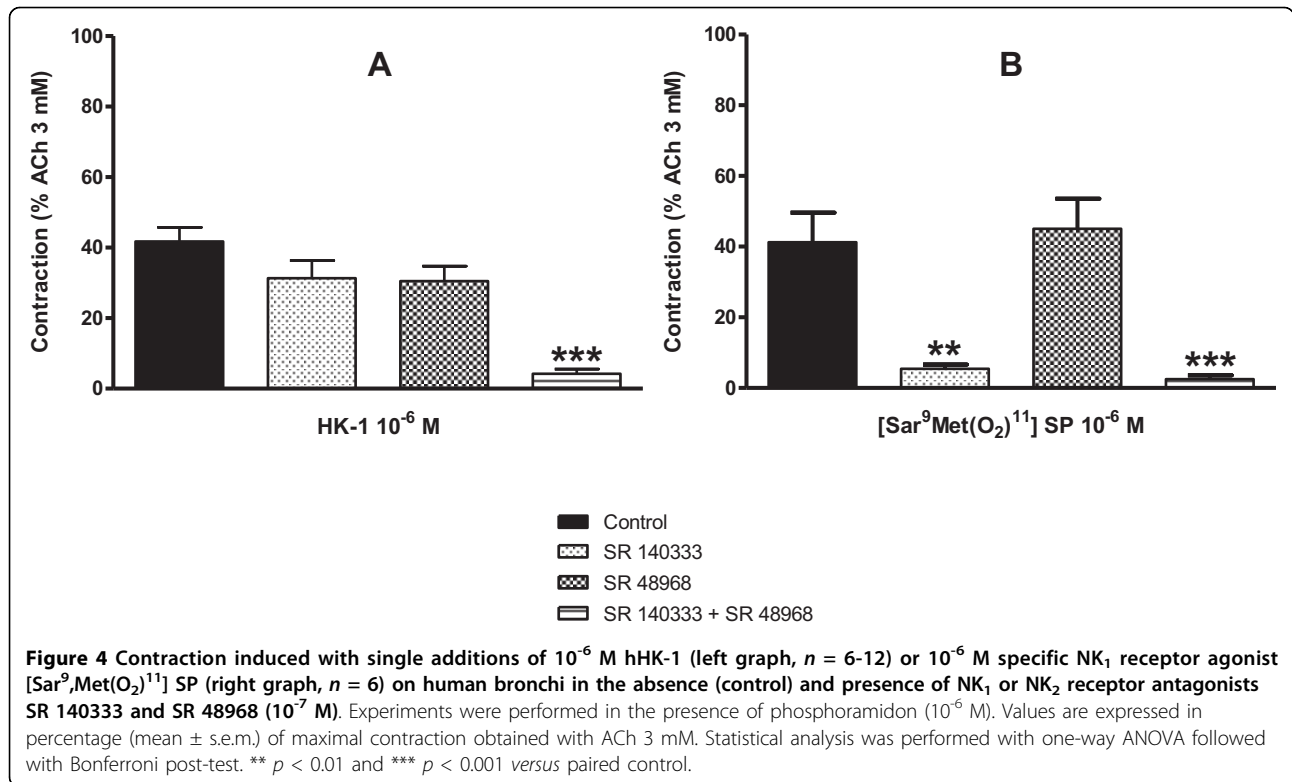 100
80
60
40
20
0
Contraction (% ACh 3 mM)
A
***
HK-1 10⁻⁶ M
100
80
60
40
20
0
Contraction (% ACh 3 mM)
B
**
***
[Sar⁹Met(O₂)¹¹] SP 10⁻⁶ M
Control
SR 140333
SR 48968
SR 140333 + SR 48968
Figure 4 Contraction induced with single additions of 10⁻⁶ M hHK-1 (left graph, n = 6-12) or 10⁻⁶ M specific NK₁ receptor agonist
[Sar⁹,Met(O₂)¹¹] SP (right graph, n = 6) on human bronchi in the absence (control) and presence of NK₁ or NK₂ receptor antagonists
SR 140333 and SR 48968 (10⁻⁷ M). Experiments were performed in the presence of phosphoramidon (10⁻⁶ M). Values are expressed in
percentage (mean ± s.e.m.) of maximal contraction obtained with ACh 3 mM. Statistical analysis was performed with one-way ANOVA followed
with Bonferroni post-test. ** p < 0.01 and *** p < 0.001 versus paired control.